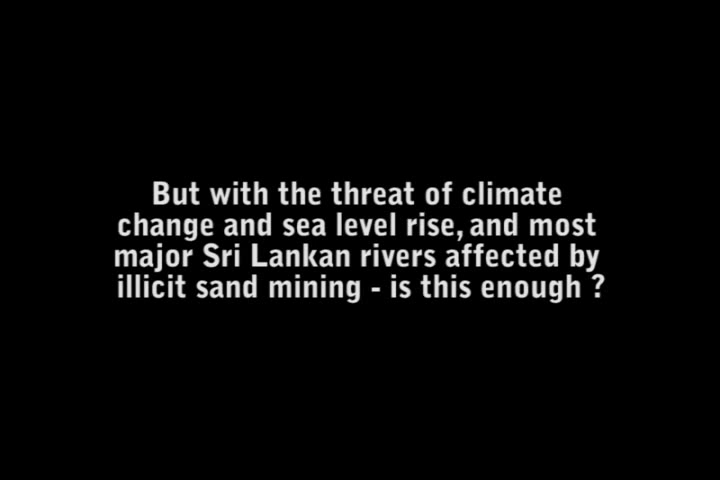 But with the threat of climate
change and sea level rise, and most
major Sri Lankan rivers affected by
illicit sand mining - is this enough ?